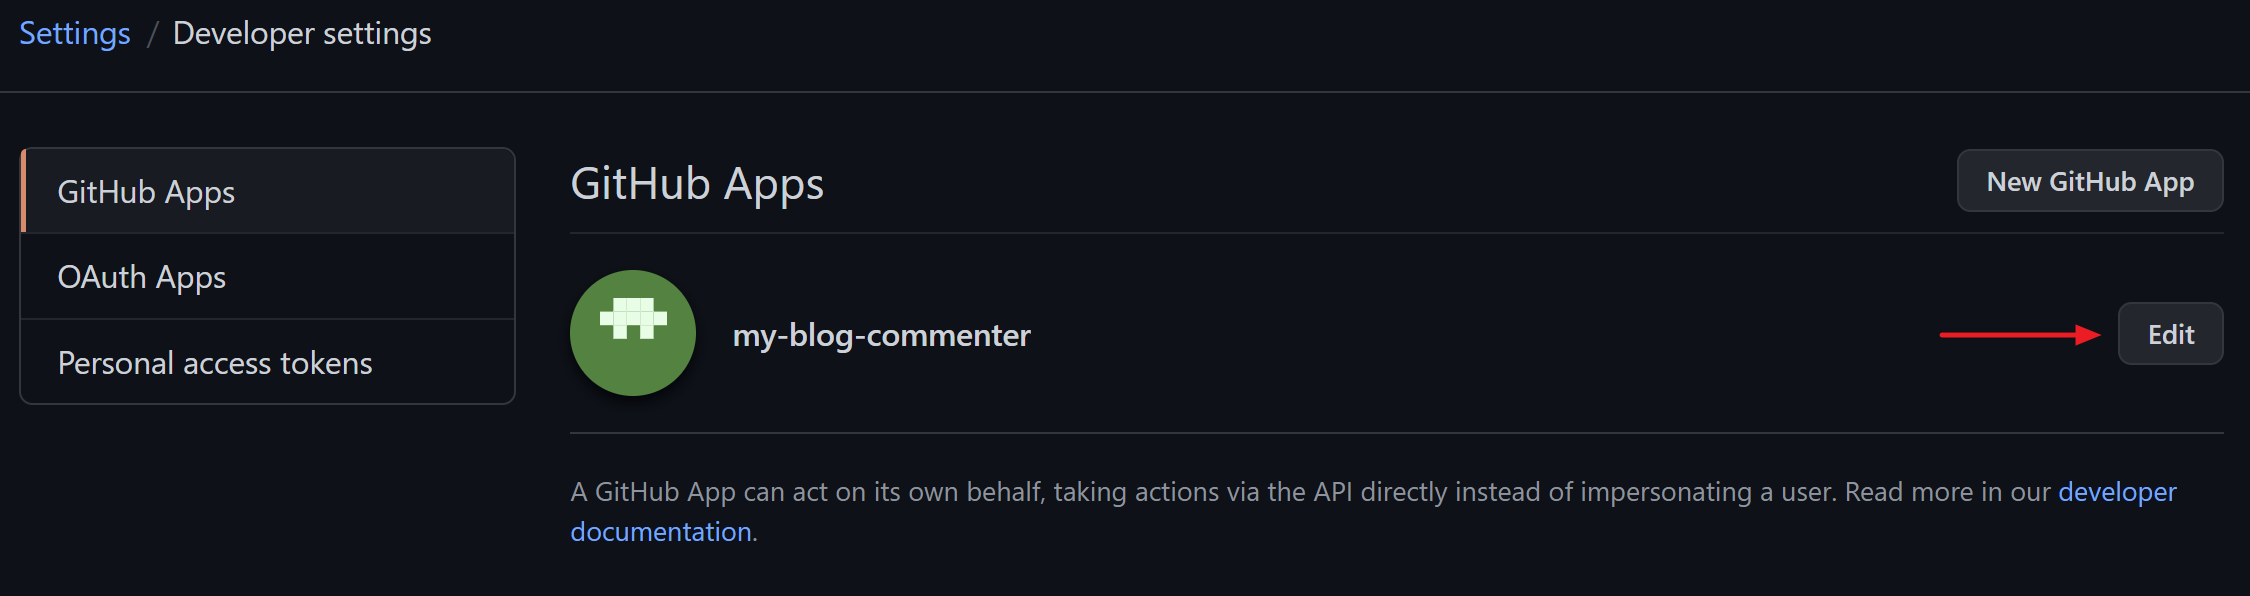 Settings / Developer settings
GitHub Apps
OAuth Apps
Personal access tokens
GitHub Apps
New GitHub App
my-blog-commenter
Edit
A GitHub App can act on its own behalf, taking actions via the API directly instead of impersonating a user. Read more in our developer
documentation.